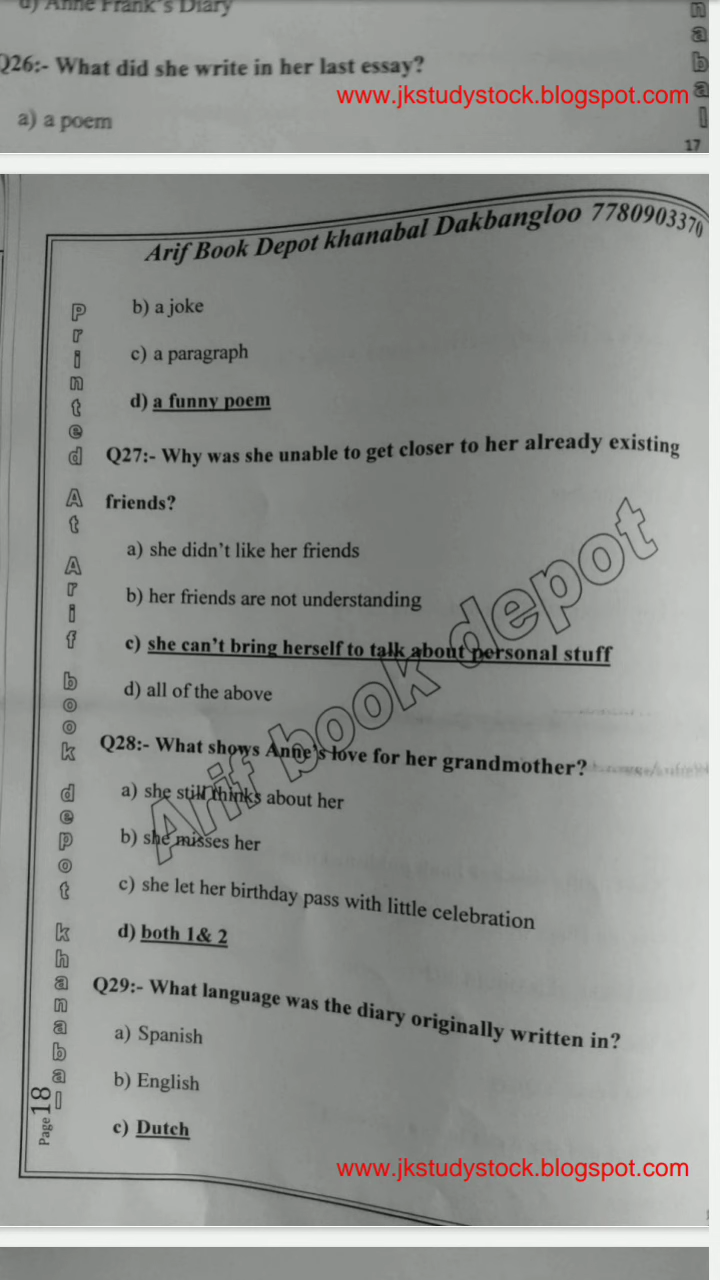 d) Anne Frank's Diary
Q26:- What did she write in her last essay?
www.jkstudystock.blogspot.com
a) a poem
nabal
17
Arif Book Depot khanabal Dakbangloo 7780903370
b) a joke
c) a paragraph
d) a funny poem
Q27:- Why was she unable to get closer to her already existing
friends?
a) she didn't like her friends
b) her friends are not understanding
c) she can't bring herself to talk about personal stuff
d) all of the above
Q28:- What shows Anne's love for her grandmother?
a) she still thinks about her
b) she misses her
c) she let her birthday pass with little celebration
d) both 1& 2
Q29:- What language was the diary originally written in?
a) Spanish
b) English
c) Dutch
Printed At Arif book depot khanabal
Arif book depot
Page 18
www.jkstudystock.blogspot.com